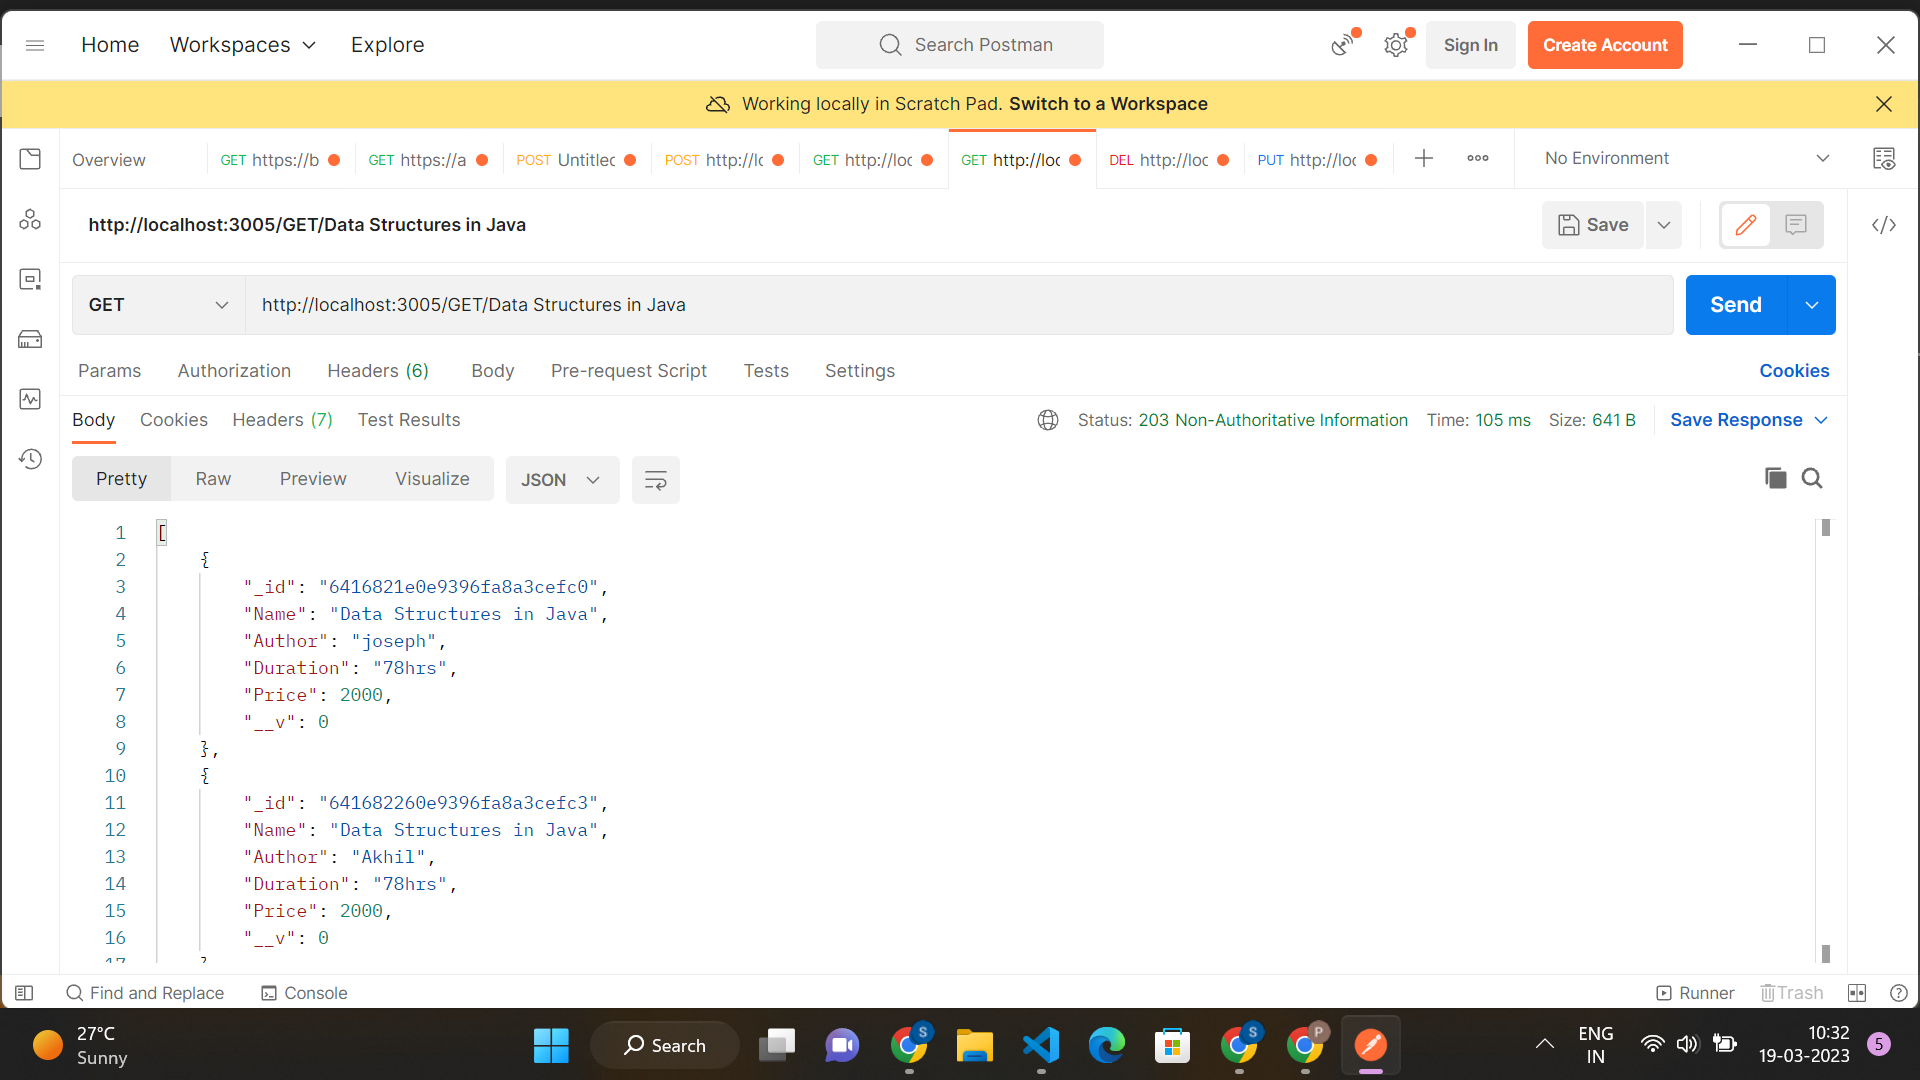 Home Workspaces Explore Search Postman Sign In Create Account
Working locally in Scratch Pad. Switch to a Workspace
Overview GET https://b GET https://a POST Untitled POST http://lc GET http://loc GET http://loc DEL http://loc PUT http://loc No Environment
http://localhost:3005/GET/Data Structures in Java Save
GET http://localhost:3005/GET/Data Structures in Java Send
Params Authorization Headers (6) Body Pre-request Script Tests Settings Cookies
Body Cookies Headers (7) Test Results Status: 203 Non-Authoritative Information Time: 105 ms Size: 641 B Save Response
Pretty Raw Preview Visualize JSON
1 [
2 {
3 "_id": "6416821e0e9396fa8a3cefc0",
4 "Name": "Data Structures in Java",
5 "Author": "joseph",
6 "Duration": "78hrs",
7 "Price": 2000,
8 "__v": 0
9 },
10 {
11 "_id": "641682260e9396fa8a3cefc3",
12 "Name": "Data Structures in Java",
13 "Author": "Akhil",
14 "Duration": "78hrs",
15 "Price": 2000,
16 "__v": 0
17 }
Find and Replace Console Runner Trash
27°C
Sunny
Search
S
S
P
ENG
IN
10:32
19-03-2023
5